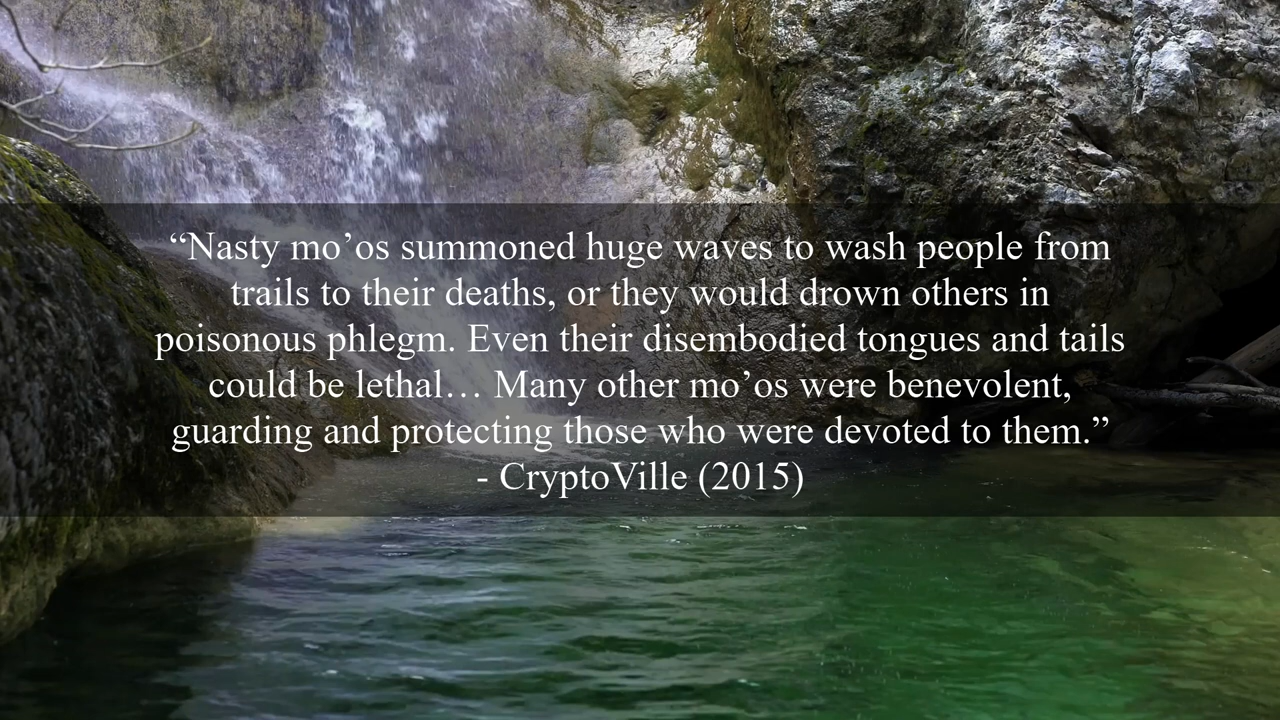 “Nasty mo’os summoned huge waves to wash people from
trails to their deaths, or they would drown others in
poisonous phlegm. Even their disembodied tongues and tails
could be lethal… Many other mo’os were benevolent,
guarding and protecting those who were devoted to them.”
- CryptoVille (2015)